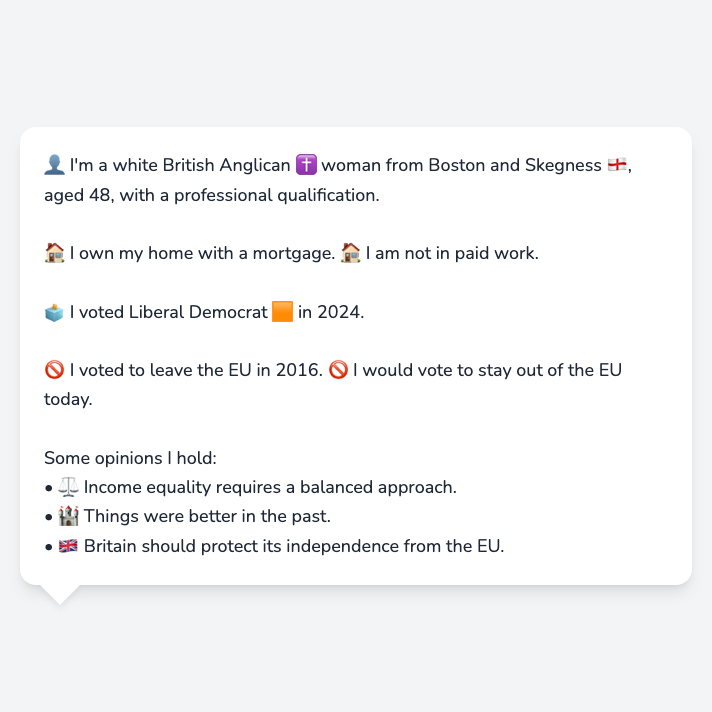 👤 I'm a white British Anglican ✝️ woman from Boston and Skegness 🏴󠁧󠁢󠁥󠁮󠁧󠁿,
aged 48, with a professional qualification.
🏠 I own my home with a mortgage. 🏠 I am not in paid work.
🗳️ I voted Liberal Democrat 🟧 in 2024.
🚫 I voted to leave the EU in 2016. 🚫 I would vote to stay out of the EU
today.
Some opinions I hold:
• ⚖️ Income equality requires a balanced approach.
• 🏰 Things were better in the past.
• 🇬🇧 Britain should protect its independence from the EU.